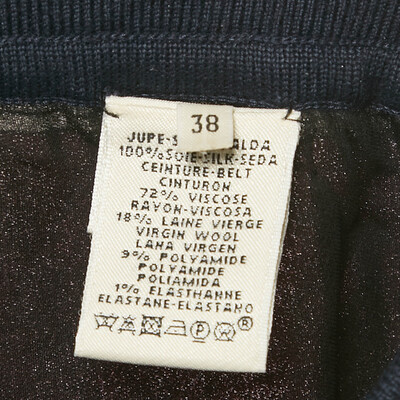 38
JUPE-S ALDA
100% SOIE-SILK-SEDA
CEINTURE-BELT
CINTURON
72% VISCOSE
RAYON-VISCOSA
18% LAINE VIERGE
VIRGIN WOOL
LANA VIRGEN
9% POLYAMIDE
POLYAMIDE
POLIAMIDA
1% ELASTHANNE
ELASTANE-ELASTANO
P